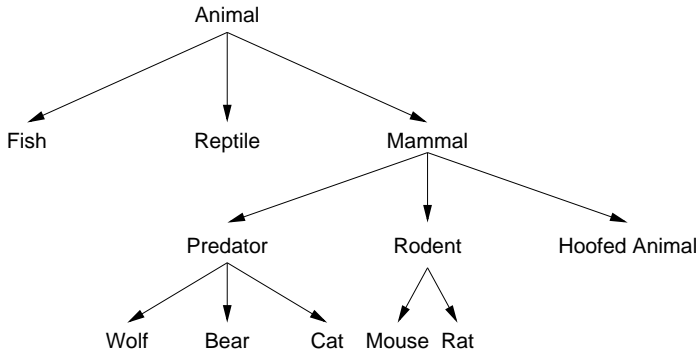 Animal
Fish Reptile Mammal
Predator Rodent Hoofed Animal
Wolf Bear Cat Mouse Rat